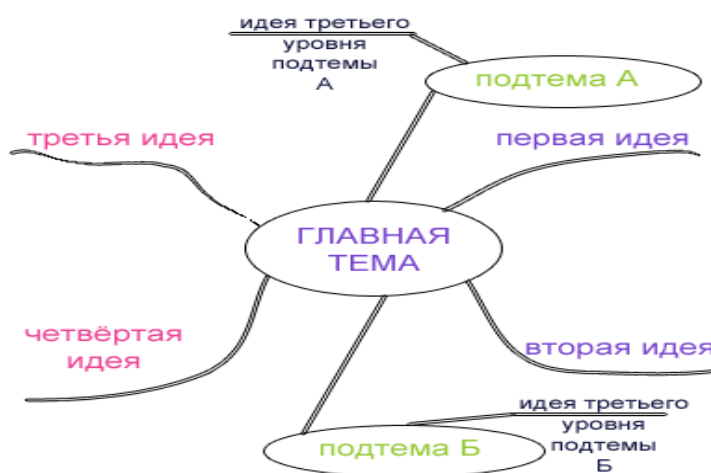 идея третьего
уровня
подтемы
А
подтема А
третья идея
первая идея
ГЛАВНАЯ
ТЕМА
четвёртая
идея
вторая идея
идея третьего
уровня
подтемы
Б
подтема Б